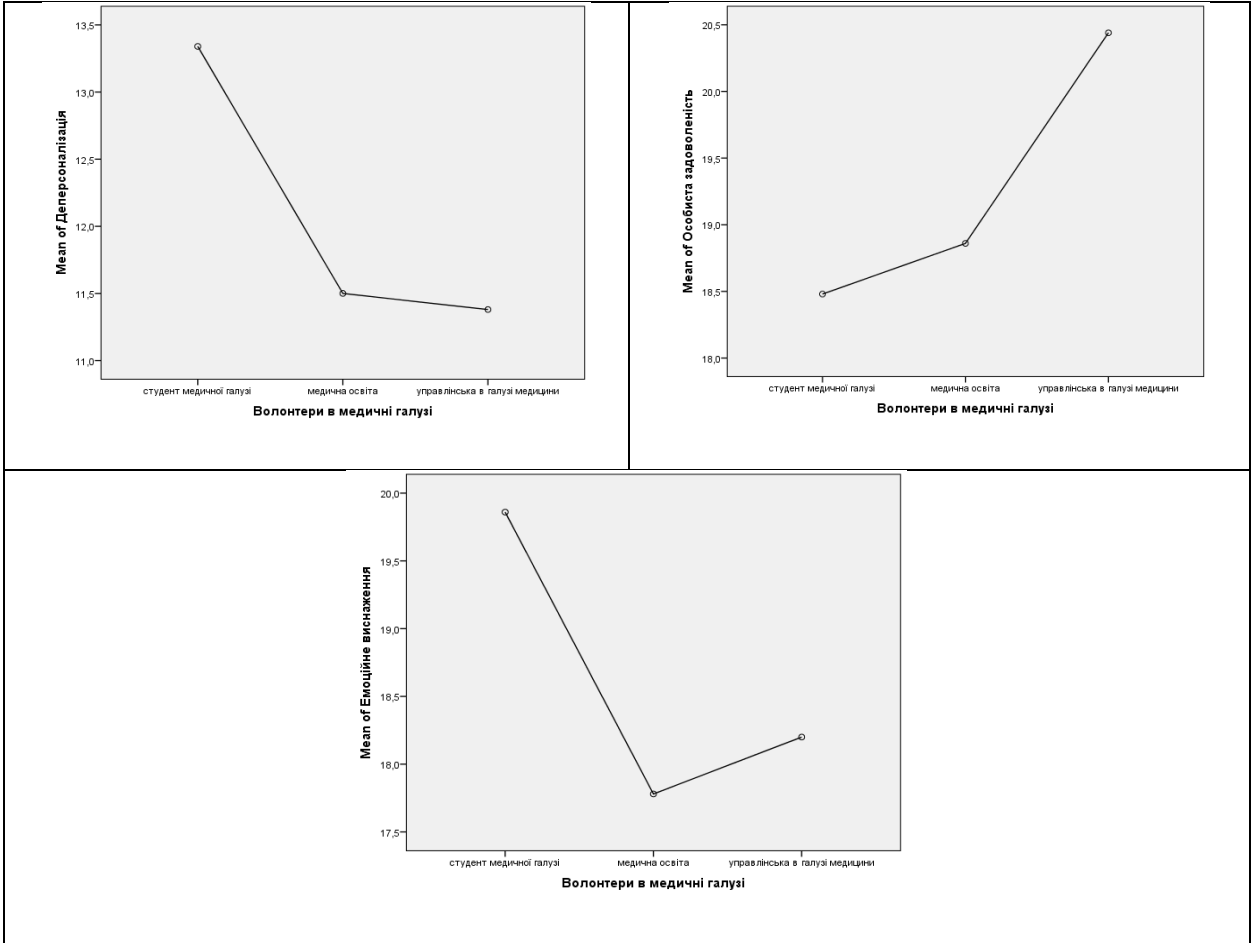 Mean of Деперсоналізація
13,5
13,0
12,5
12,0
11,5
11,0
студент медичної галузі
медична освіта
управлінська в галузі медицини
Волонтери в медичні галузі
Mean of Особиста задоволеність
20,5
20,0
19,5
19,0
18,5
18,0
студент медичної галузі
медична освіта
управлінська в галузі медицини
Волонтери в медичні галузі
Mean of Емоційне виснаження
20,0
19,5
19,0
18,5
18,0
17,5
студент медичної галузі
медична освіта
управлінська в галузі медицини
Волонтери в медичні галузі